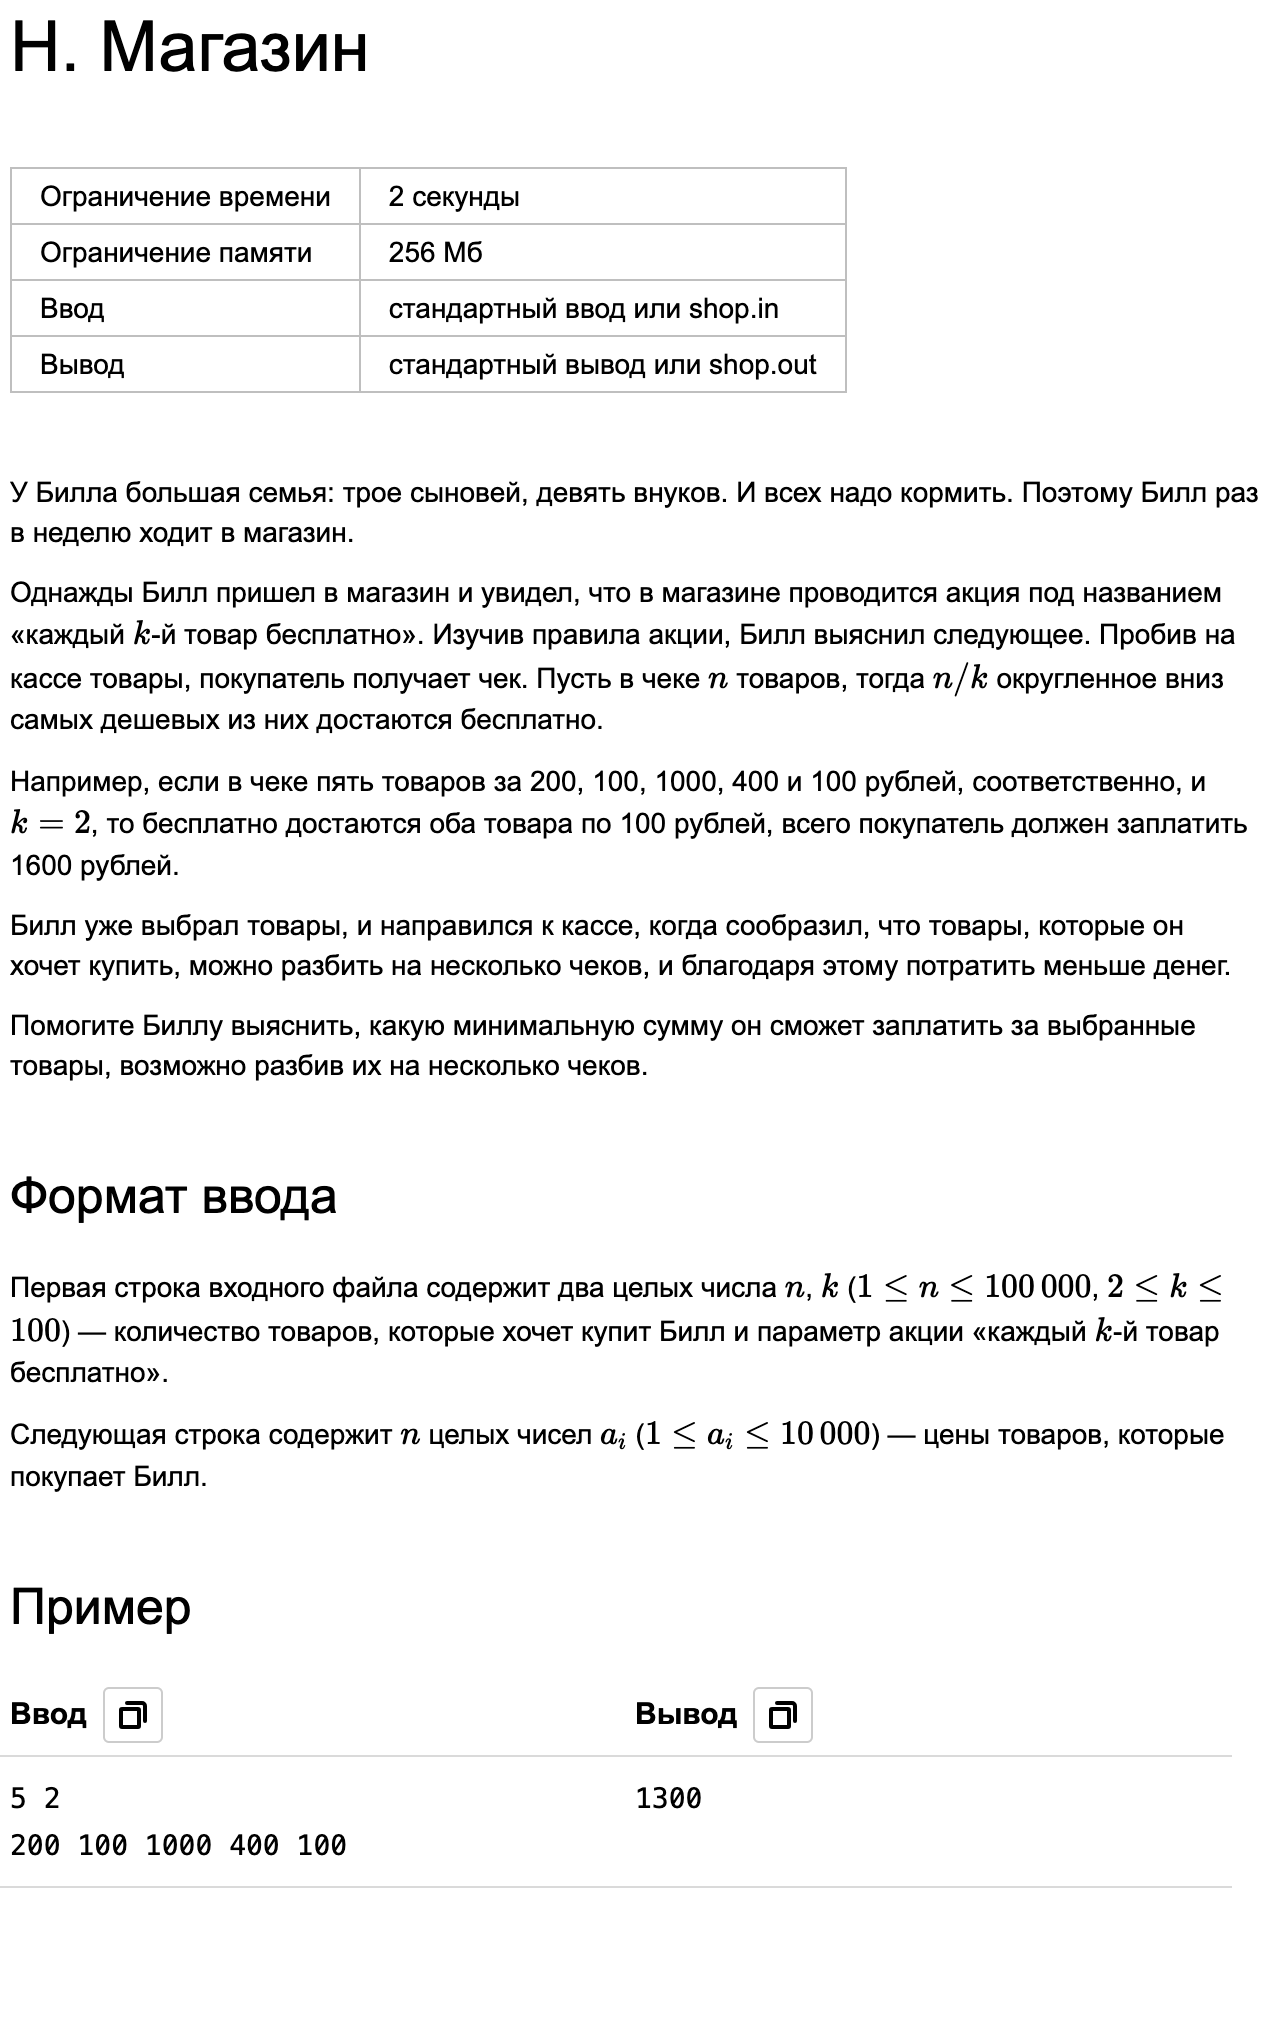 H. Магазин
Ограничение времени 2 секунды
Ограничение памяти 256 Мб
Ввод стандартный ввод или shop.in
Вывод стандартный вывод или shop.out
У Билла большая семья: трое сыновей, девять внуков. И всех надо кормить. Поэтому Билл раз
в неделю ходит в магазин.
Однажды Билл пришел в магазин и увидел, что в магазине проводится акция под названием
«каждый k-й товар бесплатно». Изучив правила акции, Билл выяснил следующее. Пробив на
кассе товары, покупатель получает чек. Пусть в чеке n товаров, тогда n/k округленное вниз
самых дешевых из них достаются бесплатно.
Например, если в чеке пять товаров за 200, 100, 1000, 400 и 100 рублей, соответственно, и
k = 2, то бесплатно достаются оба товара по 100 рублей, всего покупатель должен заплатить
1600 рублей.
Билл уже выбрал товары, и направился к кассе, когда сообразил, что товары, которые он
хочет купить, можно разбить на несколько чеков, и благодаря этому потратить меньше денег.
Помогите Биллу выяснить, какую минимальную сумму он сможет заплатить за выбранные
товары, возможно разбив их на несколько чеков.
Формат ввода
Первая строка входного файла содержит два целых числа n, k (1 ≤ n ≤ 100 000, 2 ≤ k ≤
100) — количество товаров, которые хочет купит Билл и параметр акции «каждый k-й товар
бесплатно».
Следующая строка содержит n целых чисел aᵢ (1 ≤ aᵢ ≤ 10 000) — цены товаров, которые
покупает Билл.
Пример
Ввод Вывод
5 2 1300
200 100 1000 400 100